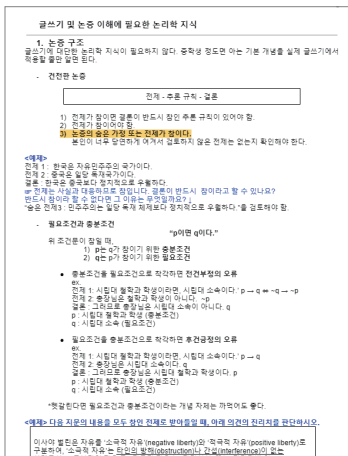 글쓰기 및 논증 이해에 필요한 논리학 지식
1. 논증 구조
글쓰기에 대단한 논리학 지식이 필요하지 않다. 중학생 정도면 아는 기본 개념을 실제 글쓰기에서
적용할 줄만 알면 된다.
- 건전한 논증
전제 - 추론 규칙 - 결론
1) 전제가 참이면 결론이 반드시 참인 추론 규칙이 있어야 함.
2) 전제가 참이어야 함
3) 논증의 숨은 가정 또는 전제가 참이다.
본인이 너무 당연하게 여겨서 검토하지 않은 전제는 없는지 확인해야 한다.
<예제>
전제 1 : 한국은 자유민주주의 국가이다.
전제 2 : 중국은 일당 독재국가이다.
결론 : 한국은 중국보다 정치적으로 우월하다.
☞ 전제는 사실과 대응하므로 참입니다. 결론이 반드시 참이라고 할 수 있나요?
반드시 참이라 할 수 없다면 그 이유는 무엇일까요? 」
"숨은 전제3 : 민주주의는 일당 독재 체제보다 정치적으로 우월하다."를 검토해야 함.
- 필요조건과 충분조건
"p이면 q이다."
위 조건문이 참일 때,
1) p는 q가 참이기 위한 충분조건
2) q는 p가 참이기 위한 필요조건
● 충분조건을 필요조건으로 착각하면 전건부정의 오류
ex.
전제 1: 시립대 철학과 학생이라면, 시립대 소속이다.' p → q ⇔ ~q → ~p
전제 2: 총장님은 철학과 학생이 아니다. ~p
결론 : 그러므로 총장님은 시립대 소속이 아니다. q
p : 시립대 철학과 학생 (충분조건)
q : 시립대 소속 (필요조건)
● 필요조건을 충분조건으로 착각하면 후건긍정의 오류
ex.
전제 1: 시립대 철학과 학생이라면, 시립대 소속이다.' p → q
전제 2: 총장님은 시립대 소속이다. q
결론 : 그러므로 총장님은 시립대 철학과 학생이다. p
p : 시립대 철학과 학생 (충분조건)
q : 시립대 소속 (필요조건)
*헷갈린다면 필요조건과 충분조건이라는 개념 자체는 까먹어도 좋다.
<예제> 다음 지문의 내용을 모두 참인 전제로 받아들일 때, 아래 의견의 진리치를 판단하시오.
이사야 벌린은 자유를 '소극적 자유'(negative liberty)와 '적극적 자유'(positive liberty)로
구분하여, '소극적 자유'는 타인의 방해(obstruction)나 간섭(interference)이 없는